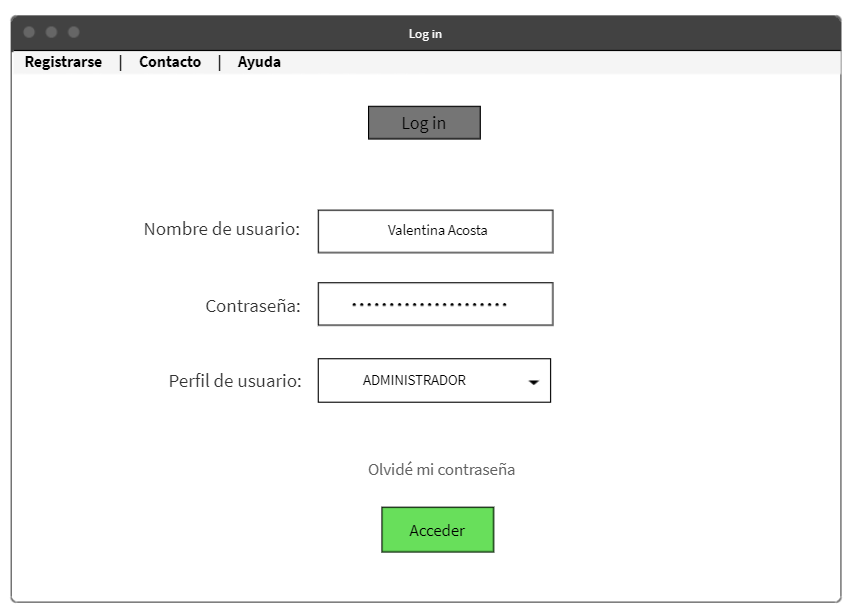 Log in
Registrarse | Contacto | Ayuda
Log in
Nombre de usuario: Valentina Acosta
Contraseña: •••••••••••••••••••••
Perfil de usuario: ADMINISTRADOR
Olvidé mi contraseña
Acceder